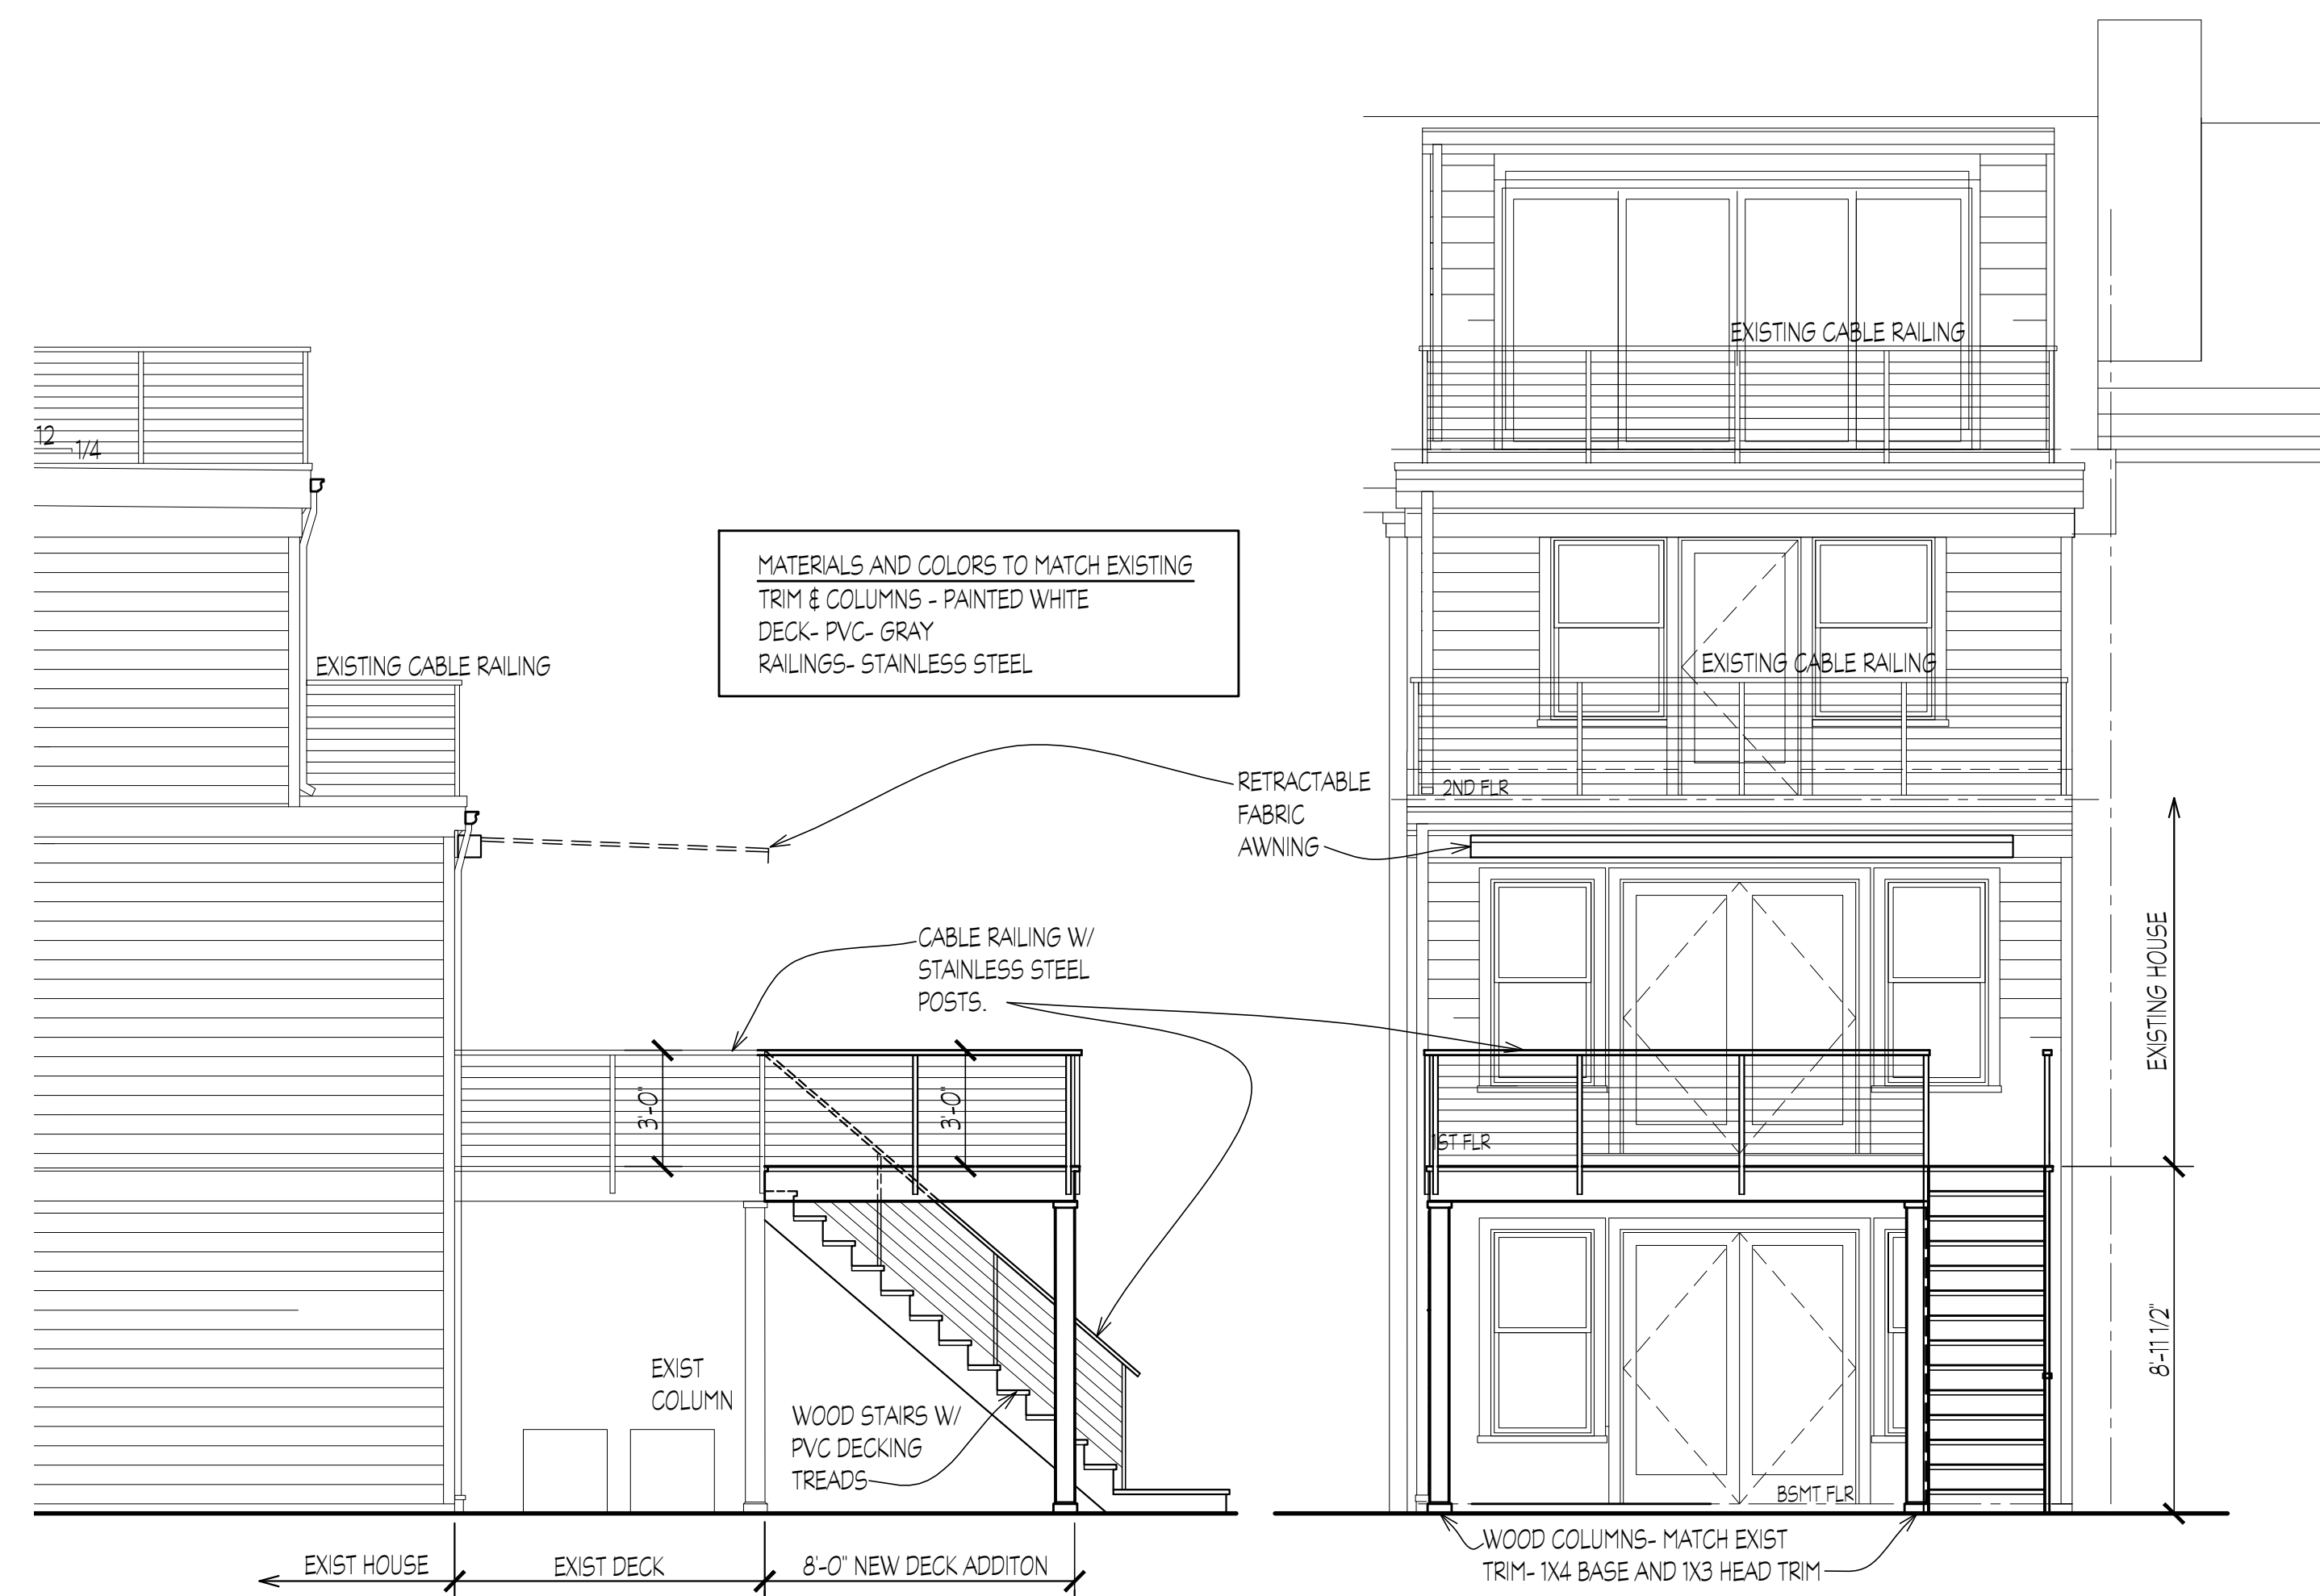 EXISTING CABLE RAILING
12
1/4
MATERIALS AND COLORS TO MATCH EXISTING
TRIM & COLUMNS - PAINTED WHITE
DECK- PVC- GRAY
RAILINGS- STAINLESS STEEL
EXISTING CABLE RAILING
EXISTING CABLE RAILING
RETRACTABLE
FABRIC
AWNING
2ND FLR
CABLE RAILING W/
STAINLESS STEEL
POSTS.
EXISTING HOUSE
3'-0"
3'-0"
1ST FLR
8'-11 1/2"
EXIST
COLUMN
WOOD STAIRS W/
PVC DECKING
TREADS
BSMT FLR
WOOD COLUMNS- MATCH EXIST
TRIM- 1X4 BASE AND 1X3 HEAD TRIM
EXIST HOUSE
EXIST DECK
8'-0" NEW DECK ADDITON